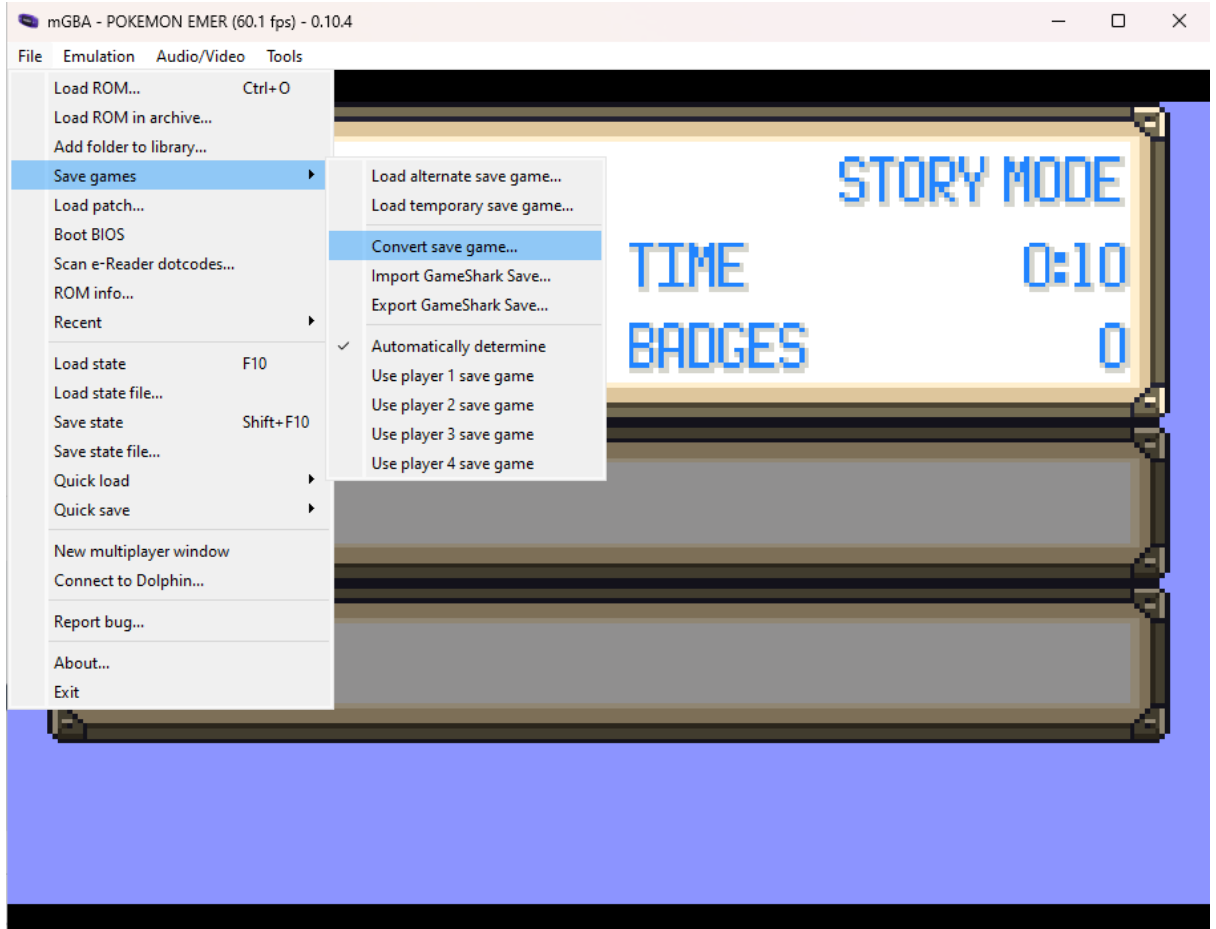 mGBA - POKEMON EMER (60.1 fps) - 0.10.4
File Emulation Audio/Video Tools
Load ROM... Ctrl+O
Load ROM in archive...
Add folder to library...
Save games
Load patch...
Boot BIOS
Scan e-Reader dotcodes...
ROM info...
Recent
Load state F10
Load state file...
Save state Shift+F10
Save state file...
Quick load
Quick save
New multiplayer window
Connect to Dolphin...
Report bug...
About...
Exit
Load alternate save game...
Load temporary save game...
Convert save game...
Import GameShark Save...
Export GameShark Save...
Automatically determine
Use player 1 save game
Use player 2 save game
Use player 3 save game
Use player 4 save game
STORY MODE
TIME 0:10
BADGES 0